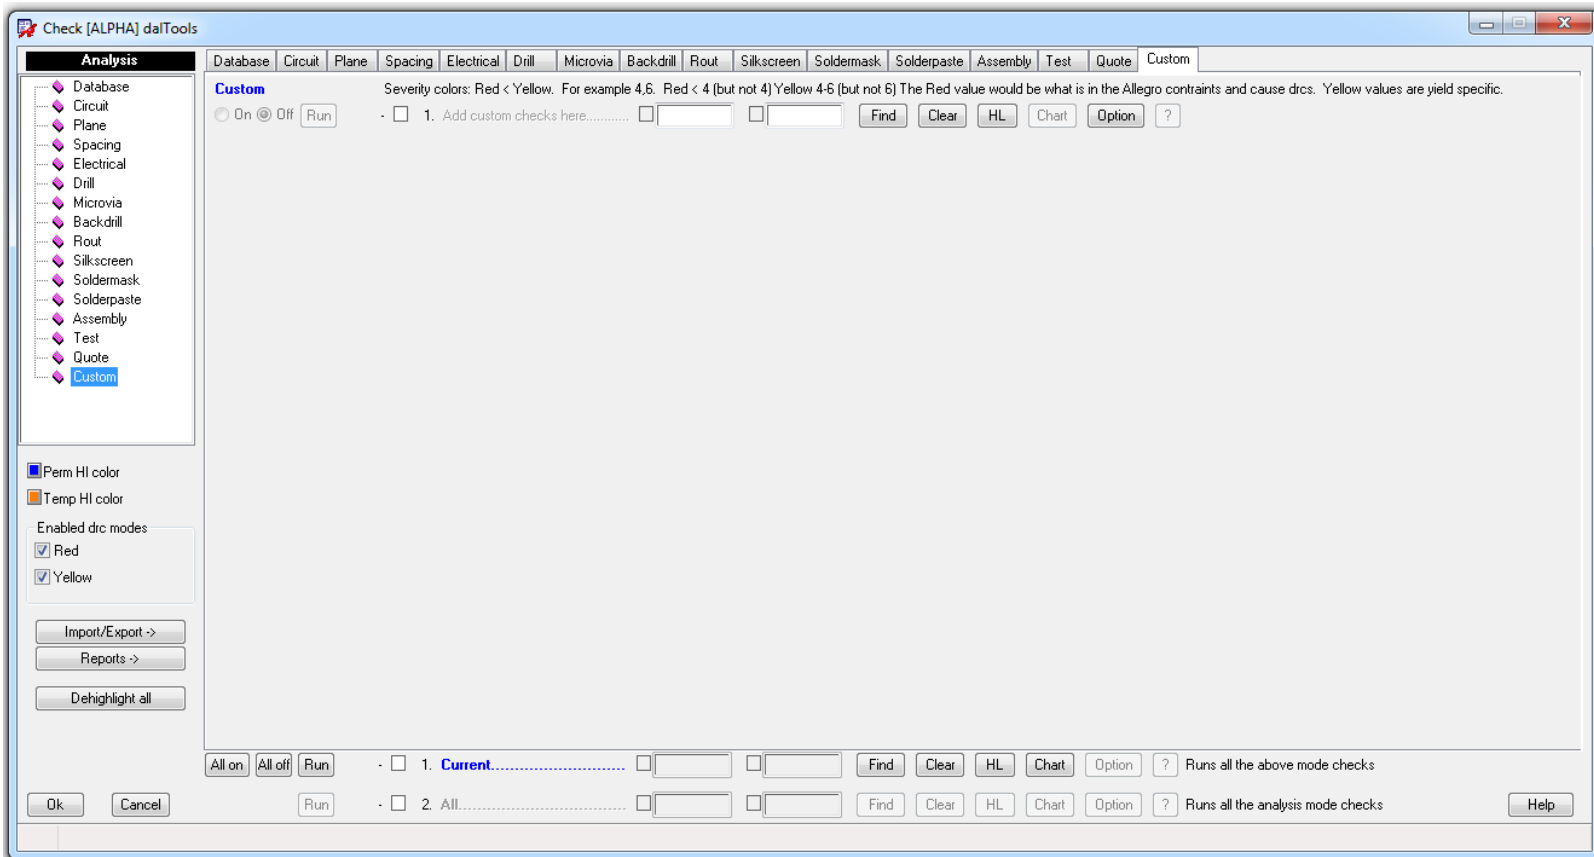 Check [ALPHA] dalTools
Analysis
Database
Circuit
Plane
Spacing
Electrical
Drill
Microvia
Backdrill
Rout
Silkscreen
Soldermask
Solderpaste
Assembly
Test
Quote
Custom
Perm HI color
Temp HI color
Enabled drc modes
Red
Yellow
Import/Export ->
Reports ->
Dehighlight all
Ok Cancel
Database Circuit Plane Spacing Electrical Drill Microvia Backdrill Rout Silkscreen Soldermask Solderpaste Assembly Test Quote Custom
Custom Severity colors: Red < Yellow. For example 4,6. Red < 4 (but not 4) Yellow 4-6 (but not 6) The Red value would be what is in the Allegro contraints and cause drcs. Yellow values are yield specific.
On Off Run - 1. Add custom checks here............ Find Clear HL Chart Option ?
All on All off Run - 1. Current........................... Find Clear HL Chart Option ? Runs all the above mode checks
Run - 2. All................................... Find Clear HL Chart Option ? Runs all the analysis mode checks
Help